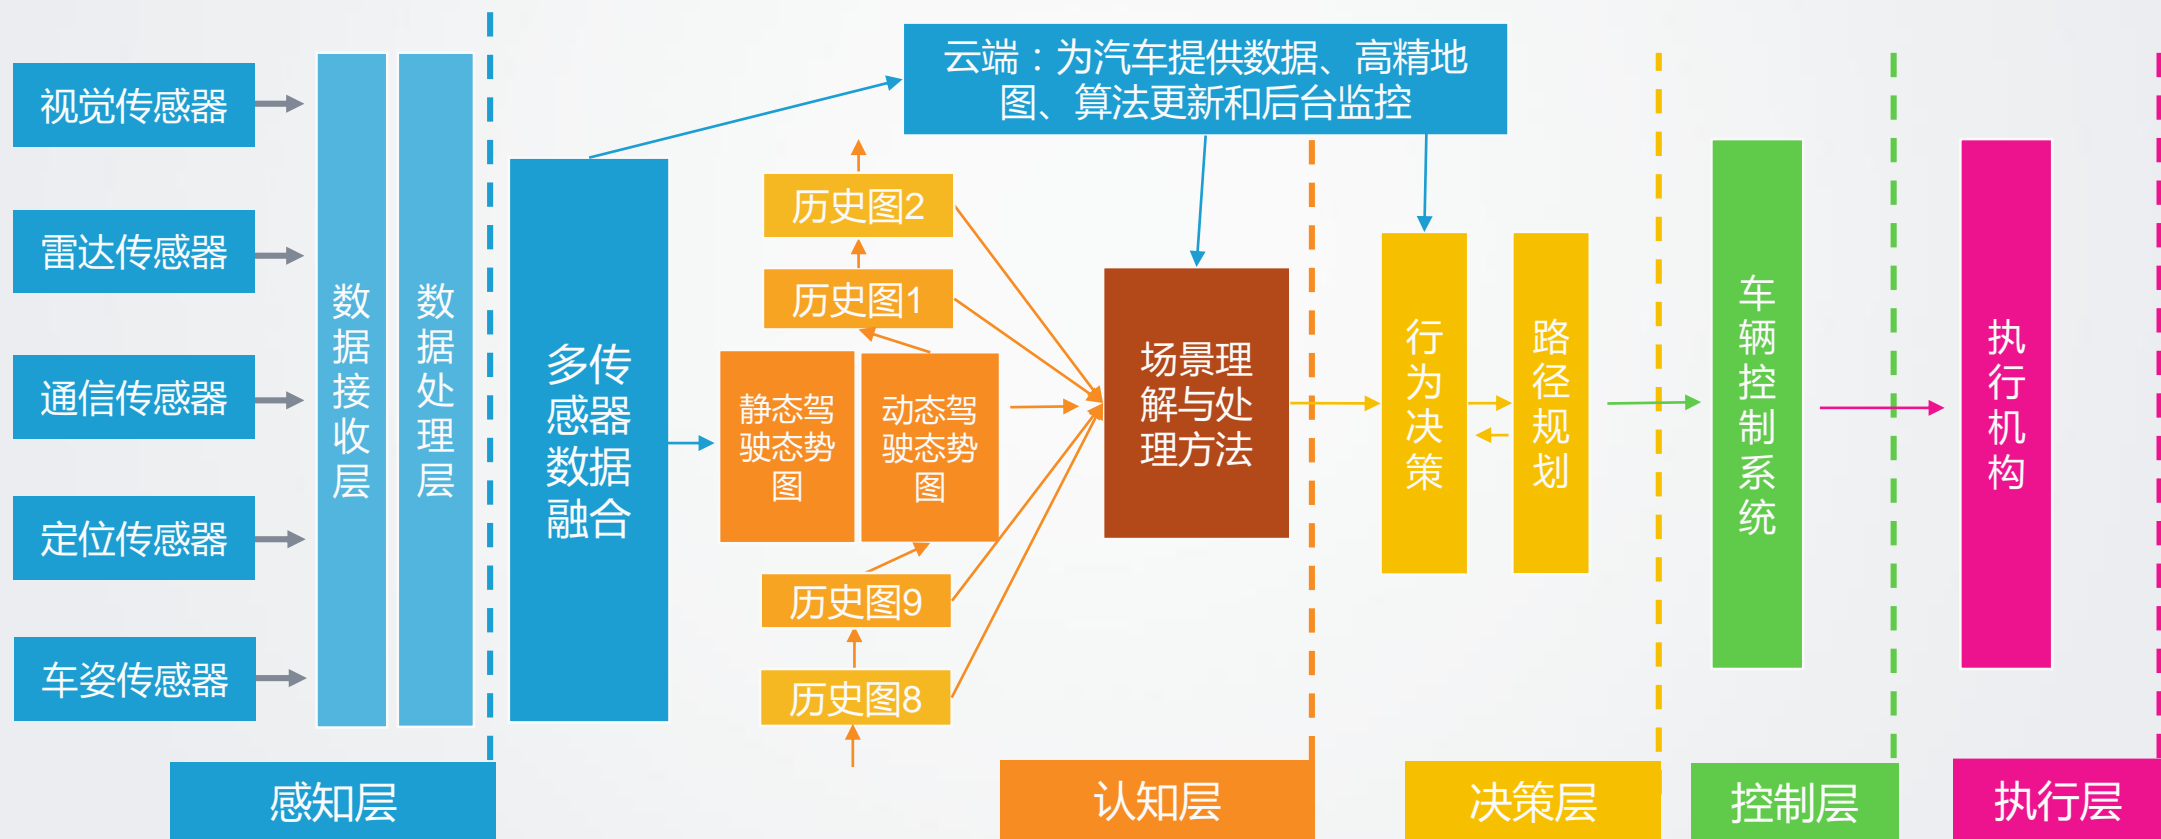 视觉传感器
雷达传感器
通信传感器
定位传感器
车姿传感器
数据接收层
数据处理层
感知层
多传
感器
数据
融合
云端：为汽车提供数据、高精地
图、算法更新和后台监控
历史图2
历史图1
静态驾
驶态势
图
动态驾
驶态势
图
历史图9
历史图8
场景理
解与处
理方法
认知层
行为决策
路径规划
决策层
车辆控制系统
控制层
执行机构
执行层